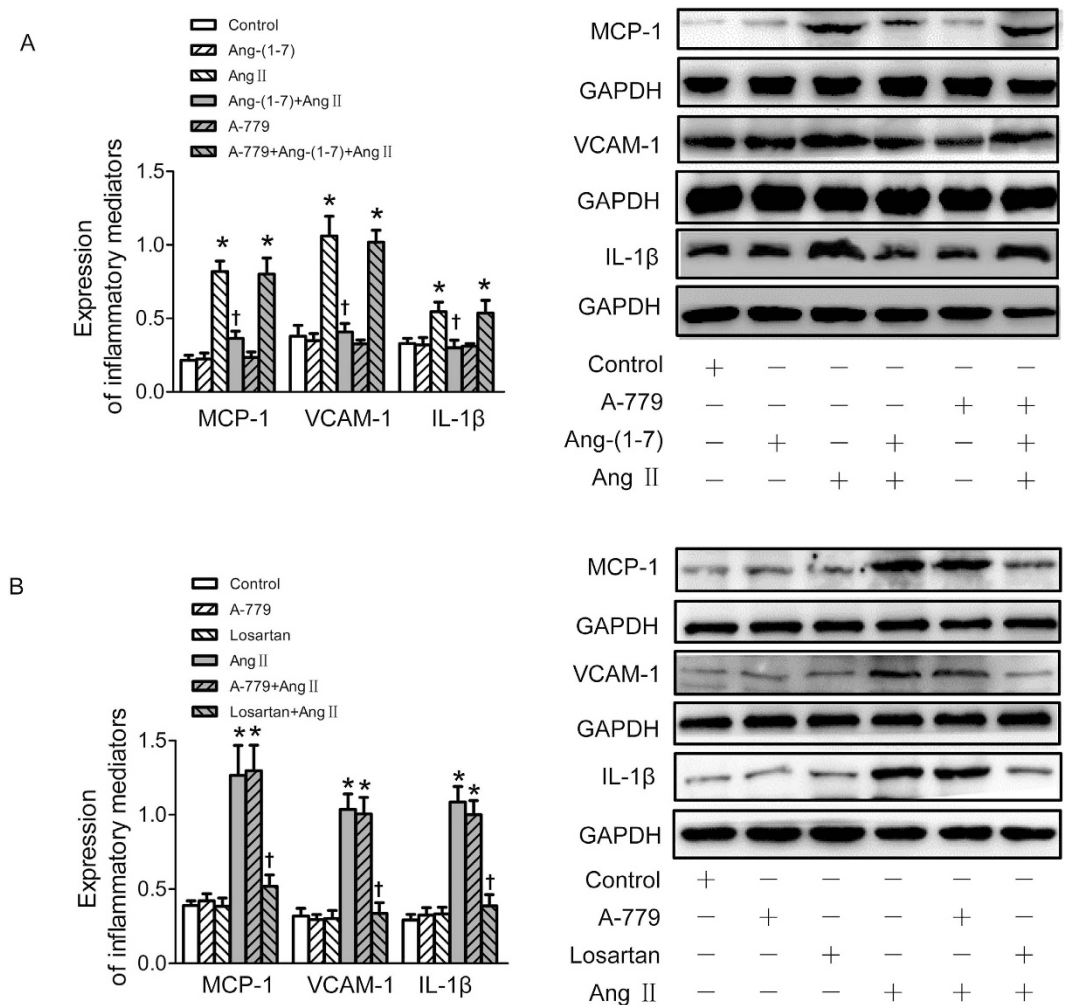 A
Control
Ang-(1-7)
Ang Ⅱ
Ang-(1-7)+Ang Ⅱ
A-779
A-779+Ang-(1-7)+Ang Ⅱ
Expression
of inflammatory mediators
1.5
1.0
0.5
0.0
* * * * * *
† † †
MCP-1 VCAM-1 IL-1β
MCP-1
GAPDH
VCAM-1
GAPDH
IL-1β
GAPDH
Control + − − − − −
A-779 − − − − + +
Ang-(1-7) − + − + − +
Ang Ⅱ − − + + − +
B
Control
A-779
Losartan
Ang Ⅱ
A-779+Ang Ⅱ
Losartan+Ang Ⅱ
Expression
of inflammatory mediators
1.5
1.0
0.5
0.0
* * * * * *
† † †
MCP-1 VCAM-1 IL-1β
MCP-1
GAPDH
VCAM-1
GAPDH
IL-1β
GAPDH
Control + − − − − −
A-779 − + − − + −
Losartan − − + − − +
Ang Ⅱ − − − + + +